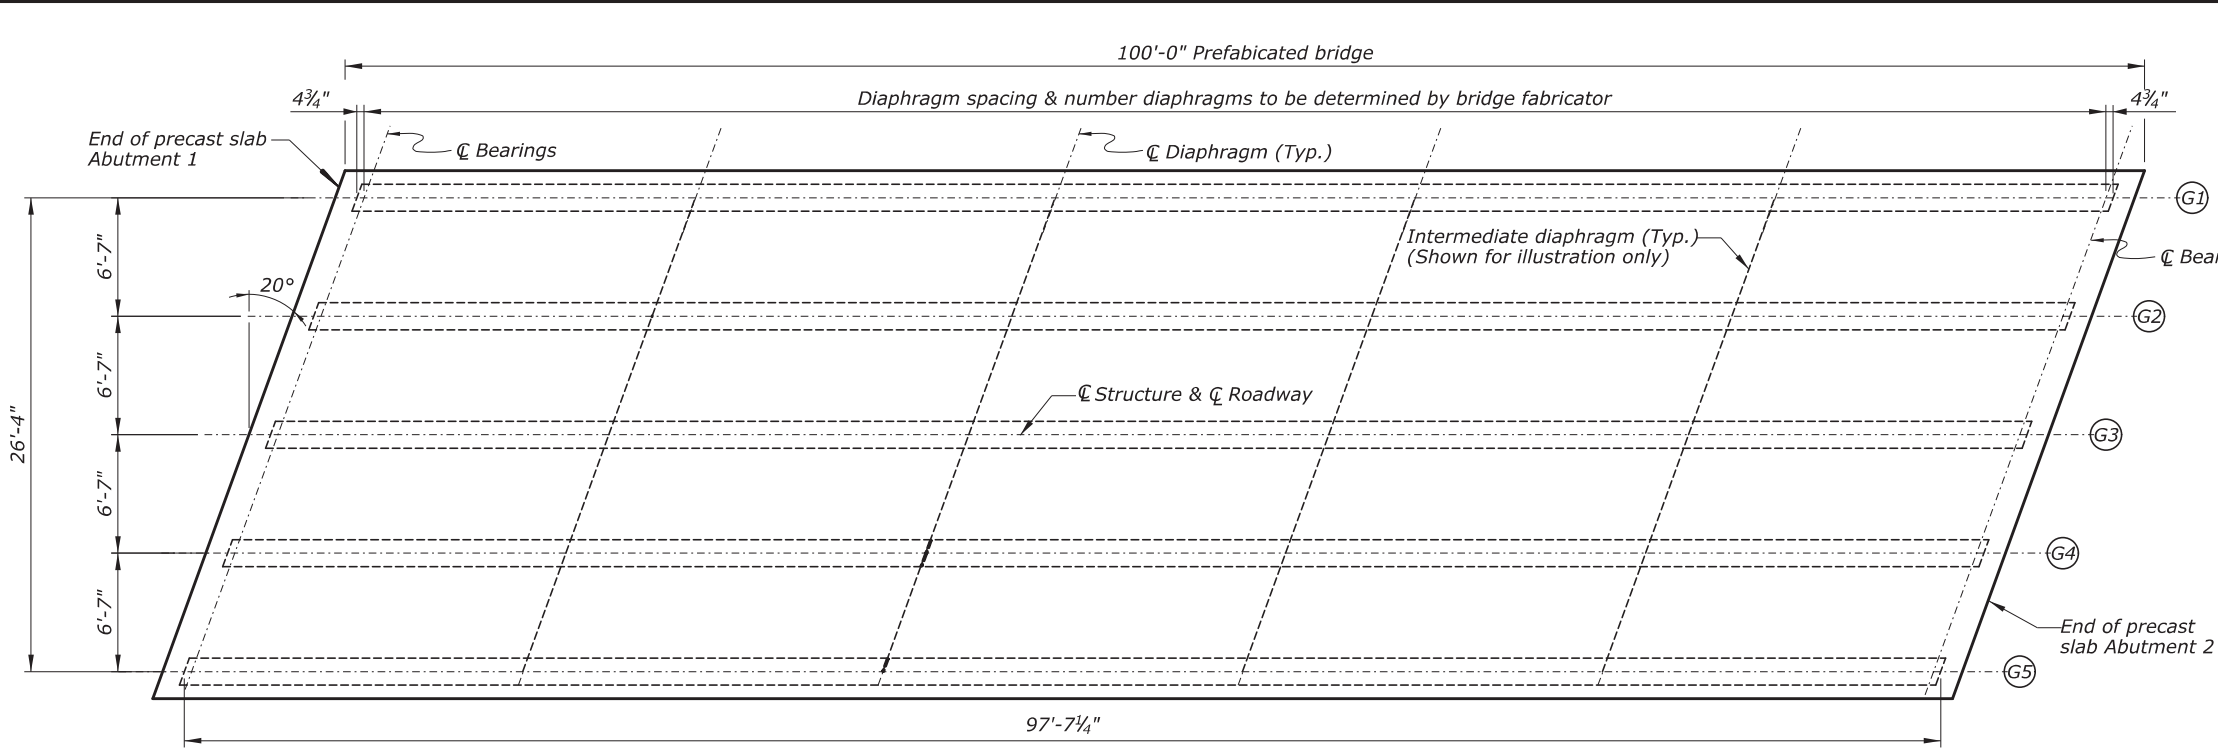 100'-0" Prefabicated bridge
4¾"
Diaphragm spacing & number diaphragms to be determined by bridge fabricator
4¾"
End of precast slab
Abutment 1
℄ Bearings
℄ Diaphragm (Typ.)
G1
6'-7"
Intermediate diaphragm (Typ.)
(Shown for illustration only)
℄ Bear
20°
G2
6'-7"
℄ Structure & ℄ Roadway
26'-4"
G3
6'-7"
G4
6'-7"
End of precast
slab Abutment 2
G5
97'-7¼"